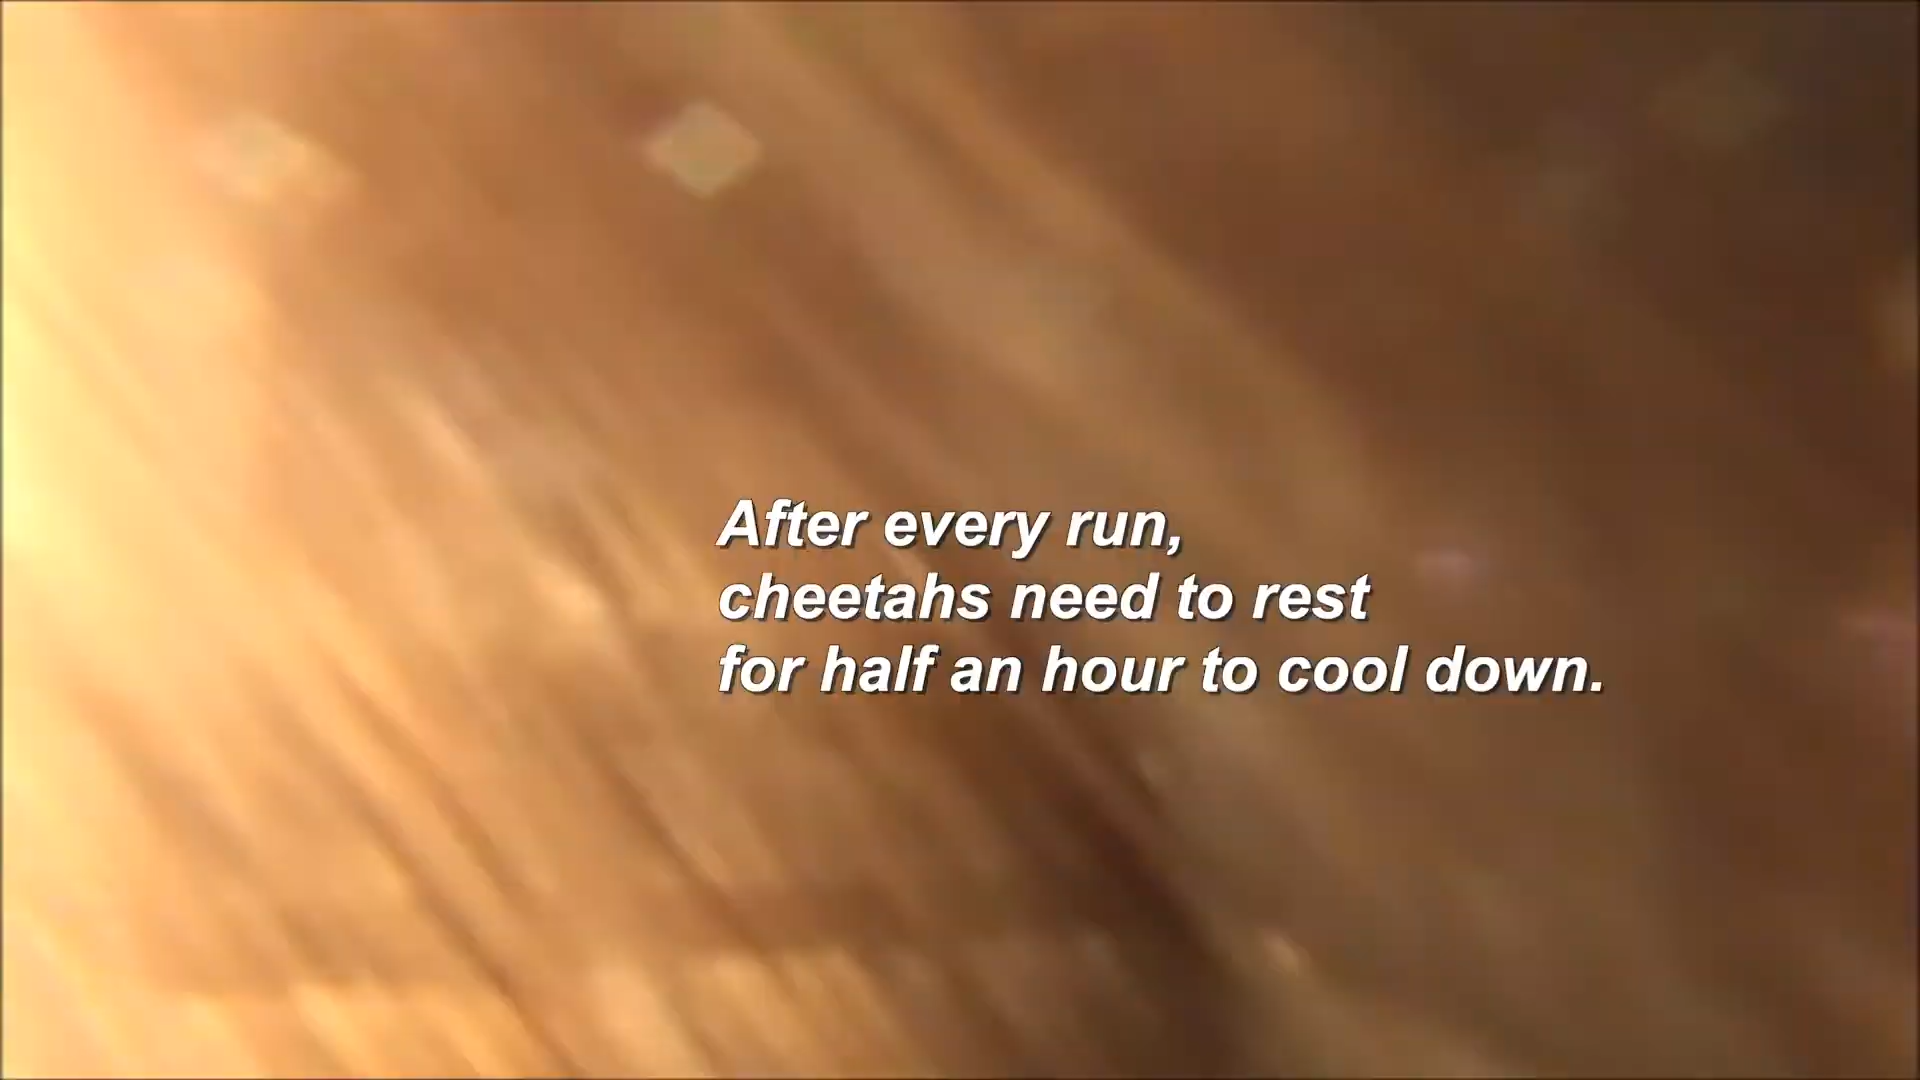 After every run,
cheetahs need to rest
for half an hour to cool down.